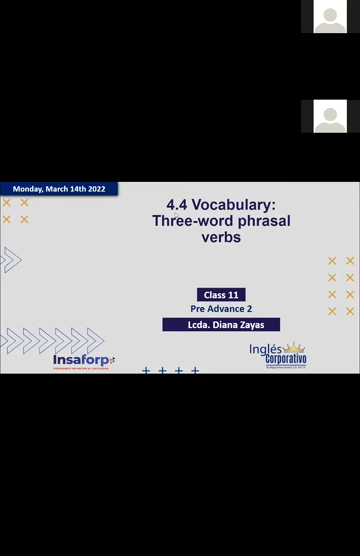 Monday, March 14th 2022
4.4 Vocabulary:
Three-word phrasal
verbs
Class 11
Pre Advance 2
Lcda. Diana Zayas
Insaforp
Inglés
Corporativo